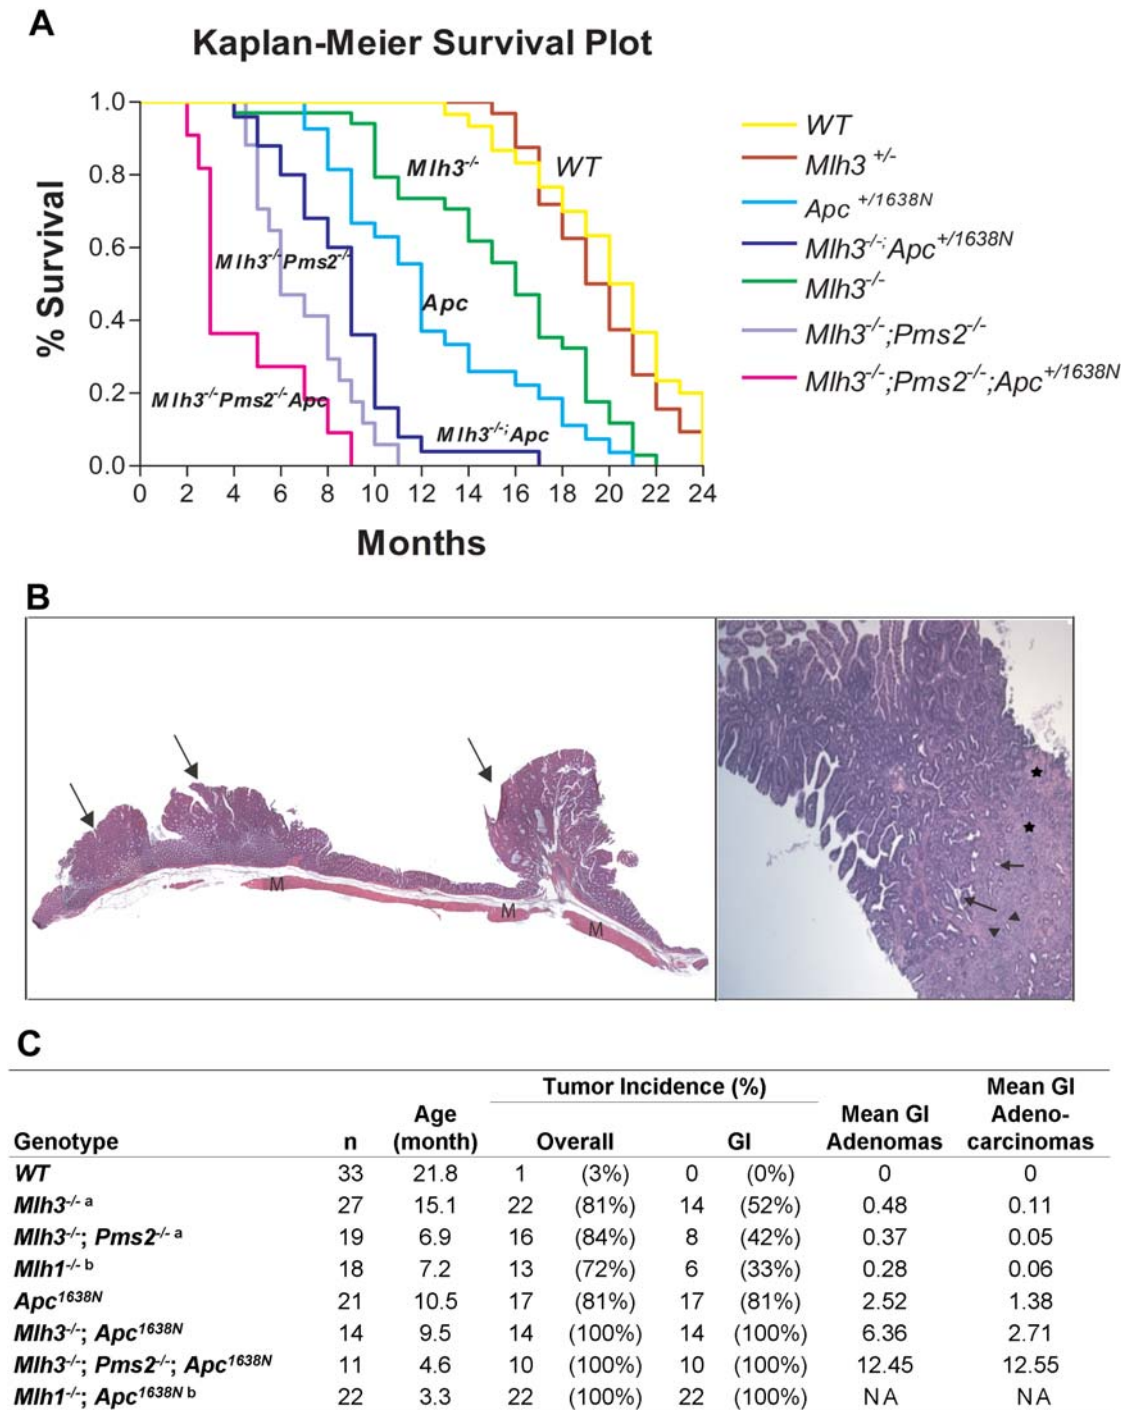 A
Kaplan-Meier Survival Plot
% Survival
1.0
0.8
0.6
0.4
0.2
0.0
0 2 4 6 8 10 12 14 16 18 20 22 24
Months
Mlh3-/-
WT
Mlh3-/-Pms2-/-
Apc
Mlh3-/-Pms2-/-Apc
Mlh3-/-;Apc
WT
Mlh3 +/-
Apc +/1638N
Mlh3-/-;Apc+/1638N
Mlh3-/-
Mlh3-/-;Pms2-/-
Mlh3-/-;Pms2-/-;Apc+/1638N
B
M
M
M
C
Tumor Incidence (%)
Mean GI
Adeno-
carcinomas
Age
(month)
Mean GI
Adenomas
Genotype n Overall GI
WT 33 21.8 1 (3%) 0 (0%) 0 0
Mlh3-/- a 27 15.1 22 (81%) 14 (52%) 0.48 0.11
Mlh3-/-; Pms2-/- a 19 6.9 16 (84%) 8 (42%) 0.37 0.05
Mlh1-/- b 18 7.2 13 (72%) 6 (33%) 0.28 0.06
Apc1638N 21 10.5 17 (81%) 17 (81%) 2.52 1.38
Mlh3-/-; Apc1638N 14 9.5 14 (100%) 14 (100%) 6.36 2.71
Mlh3-/-; Pms2-/-; Apc1638N 11 4.6 10 (100%) 10 (100%) 12.45 12.55
Mlh1-/-; Apc1638N b 22 3.3 22 (100%) 22 (100%) NA NA